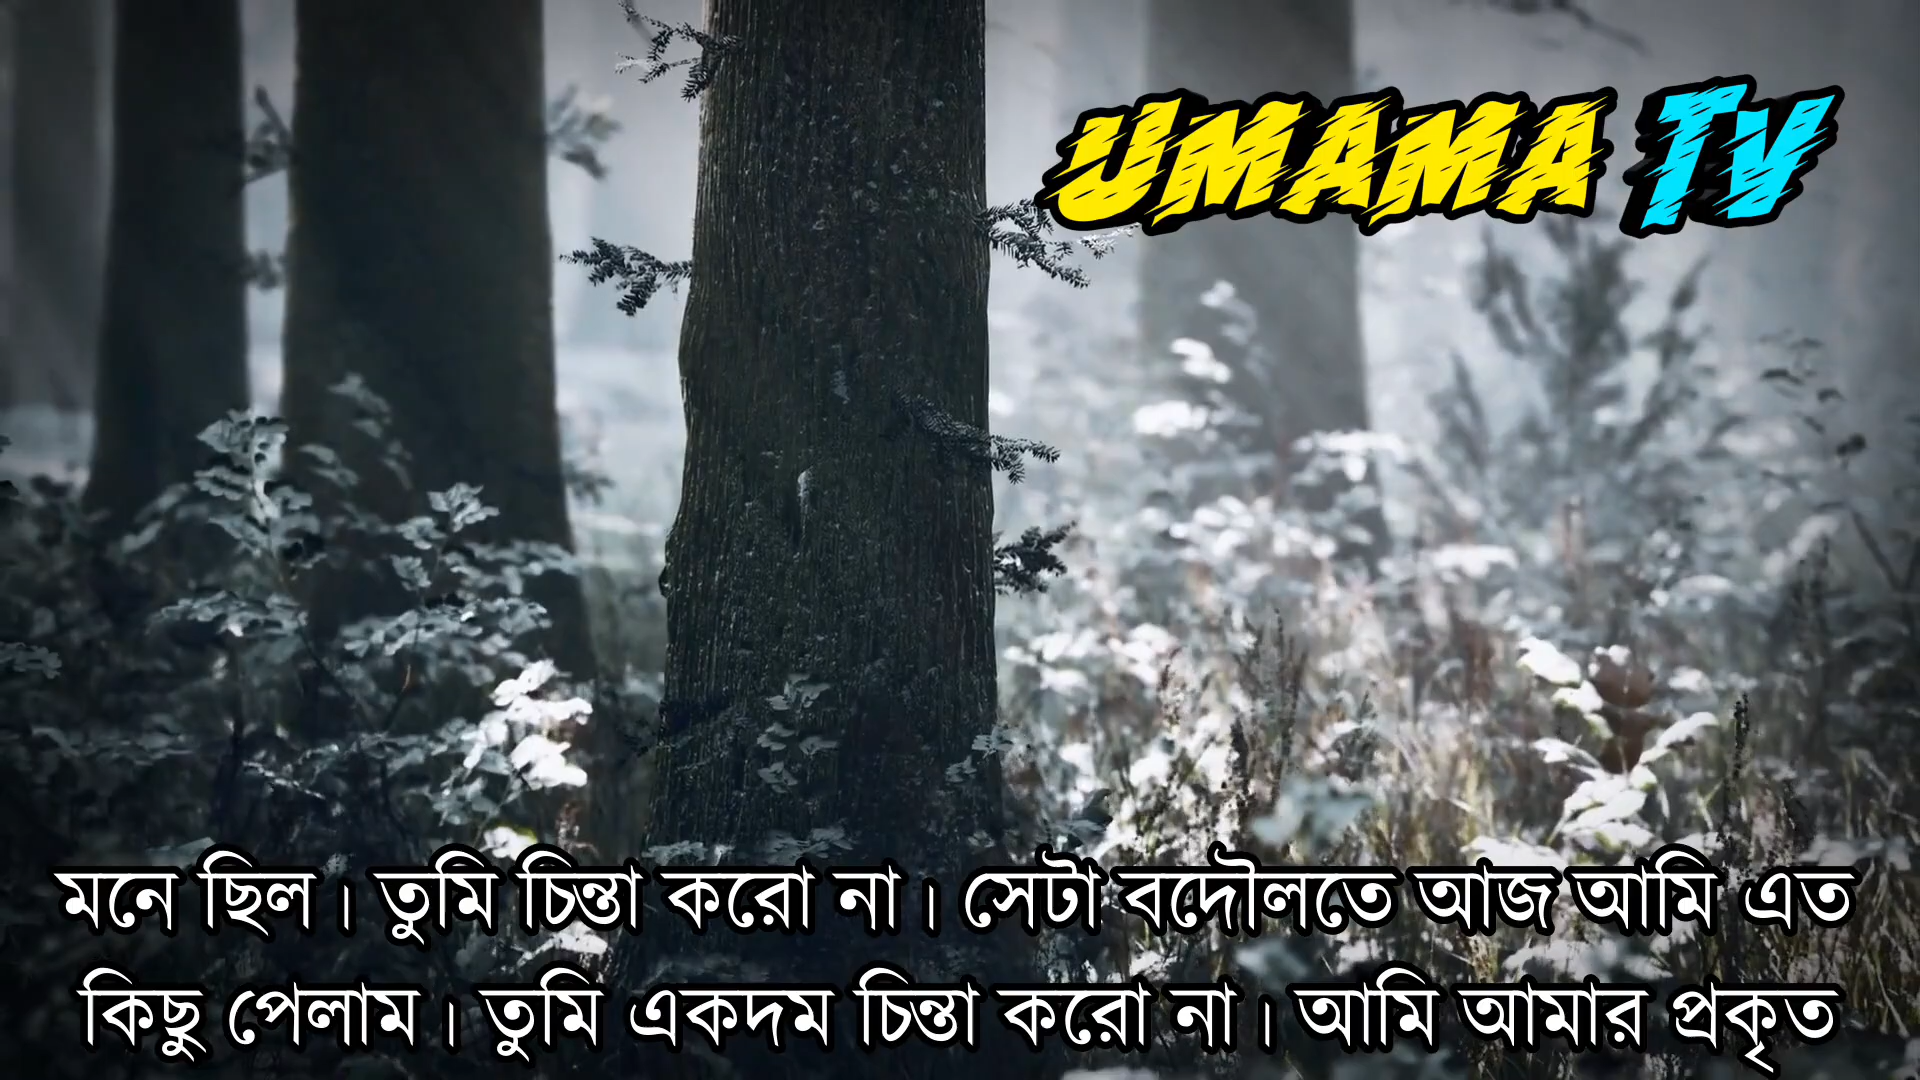 UMAMA TV
মনে ছিল। তুমি চিন্তা করো না। সেটা বদৌলতে আজ আমি এত
কিছু পেলাম। তুমি একদম চিন্তা করো না। আমি আমার প্রকৃত